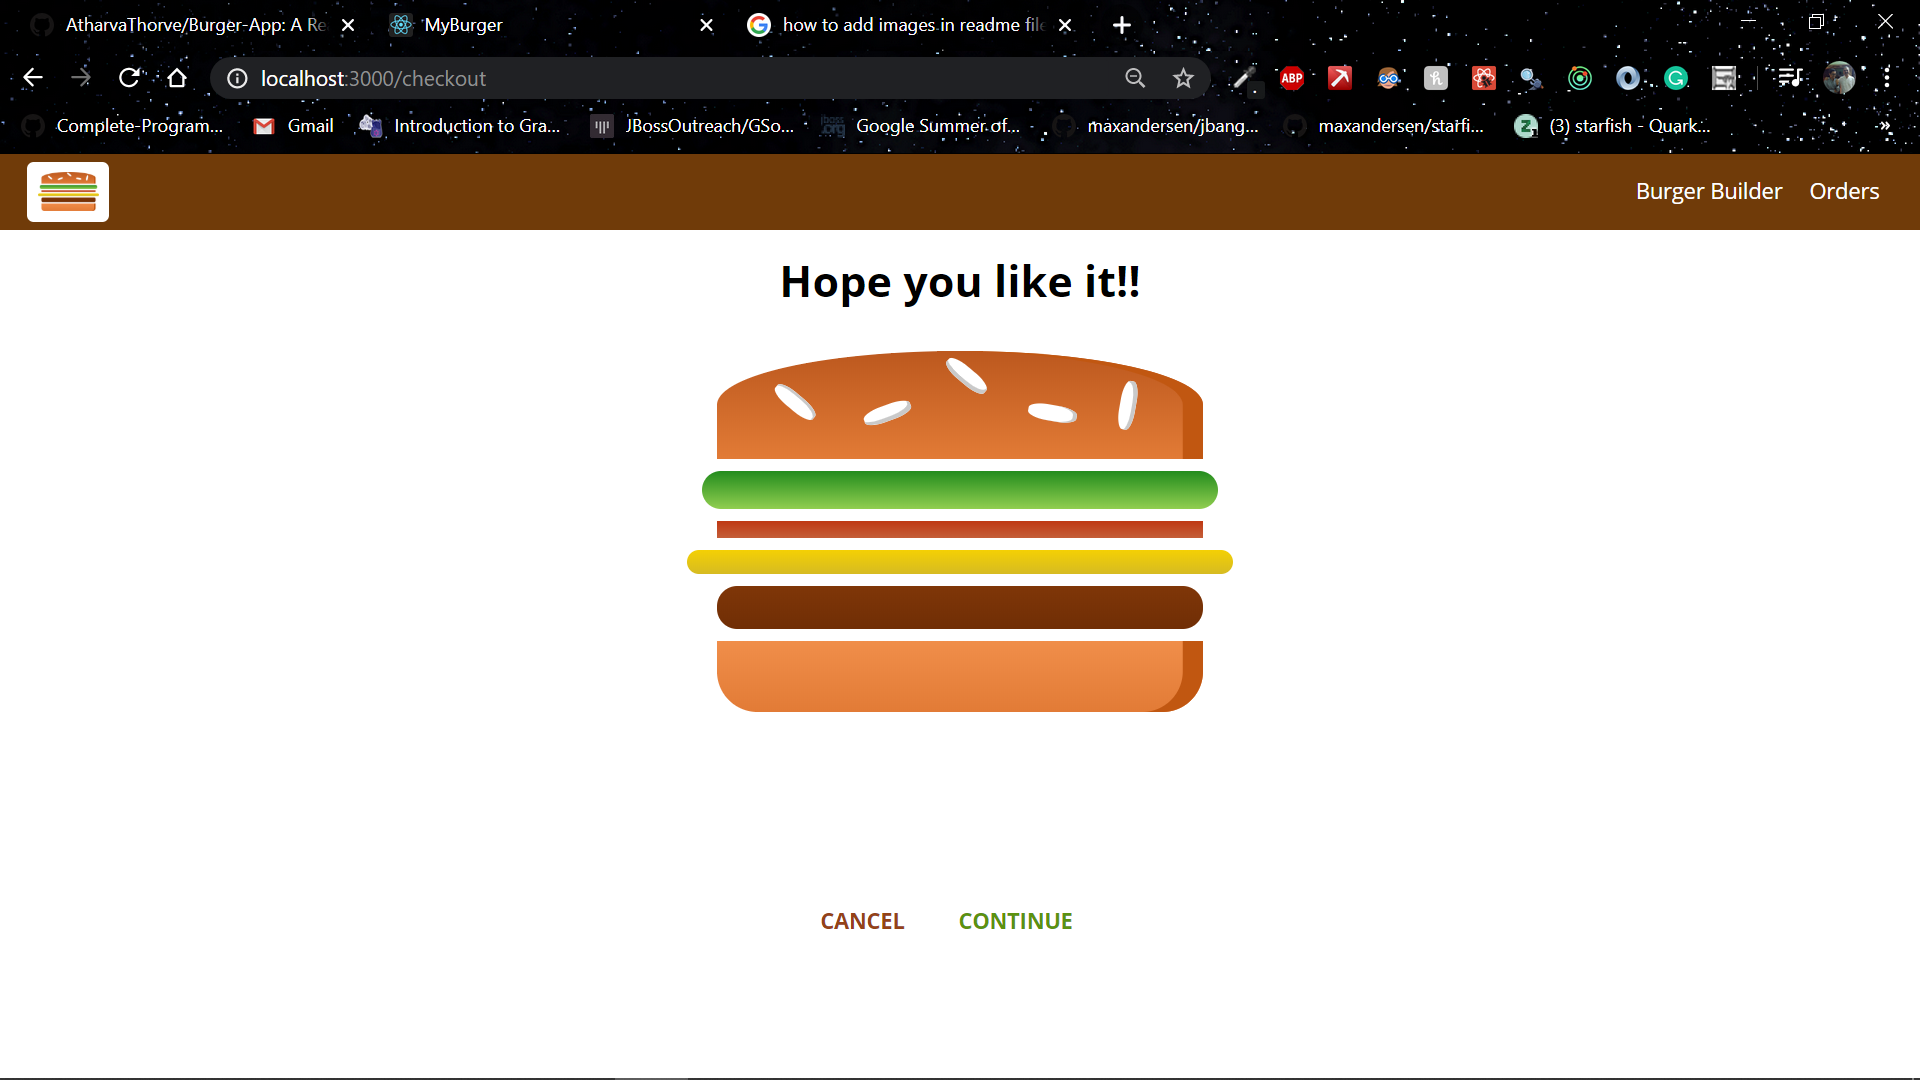 AtharvaThorve/Burger-App: A Re
MyBurger
how to add images in readme file
localhost:3000/checkout
ABP
Complete-Program...
Gmail
Introduction to Gra...
JBossOutreach/GSo...
Google Summer of...
maxandersen/jbang...
maxandersen/starfi...
(3) starfish - Quark...
Burger Builder
Orders
Hope you like it!!
CANCEL
CONTINUE